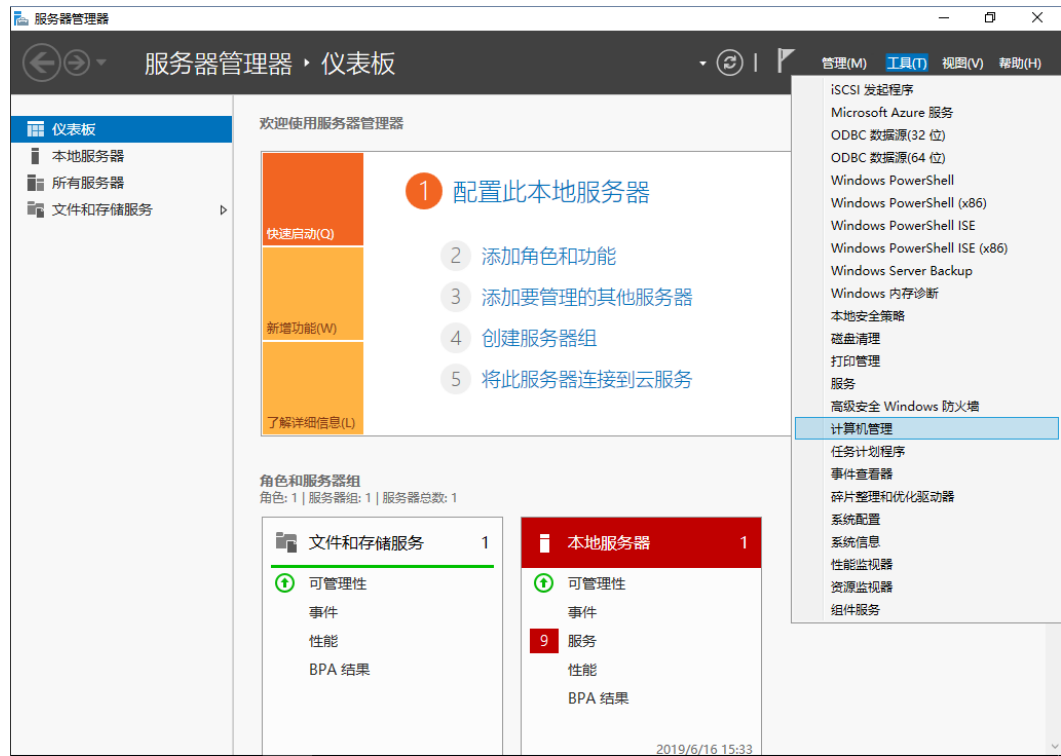 服务器管理器
服务器管理器 · 仪表板
管理(M) 工具(T) 视图(V) 帮助(H)
iSCSI 发起程序
Microsoft Azure 服务
ODBC 数据源(32 位)
ODBC 数据源(64 位)
Windows PowerShell
Windows PowerShell (x86)
Windows PowerShell ISE
Windows PowerShell ISE (x86)
Windows Server Backup
Windows 内存诊断
本地安全策略
磁盘清理
打印管理
服务
高级安全 Windows 防火墙
计算机管理
任务计划程序
事件查看器
碎片整理和优化驱动器
系统配置
系统信息
性能监视器
资源监视器
组件服务
仪表板
本地服务器
所有服务器
文件和存储服务
欢迎使用服务器管理器
快速启动(Q)
新增功能(W)
了解详细信息(L)
1 配置此本地服务器
2 添加角色和功能
3 添加要管理的其他服务器
4 创建服务器组
5 将此服务器连接到云服务
角色和服务器组
角色: 1 | 服务器组: 1 | 服务器总数: 1
文件和存储服务 1
可管理性
事件
性能
BPA 结果
本地服务器 1
可管理性
事件
9 服务
性能
BPA 结果
2019/6/16 15:33